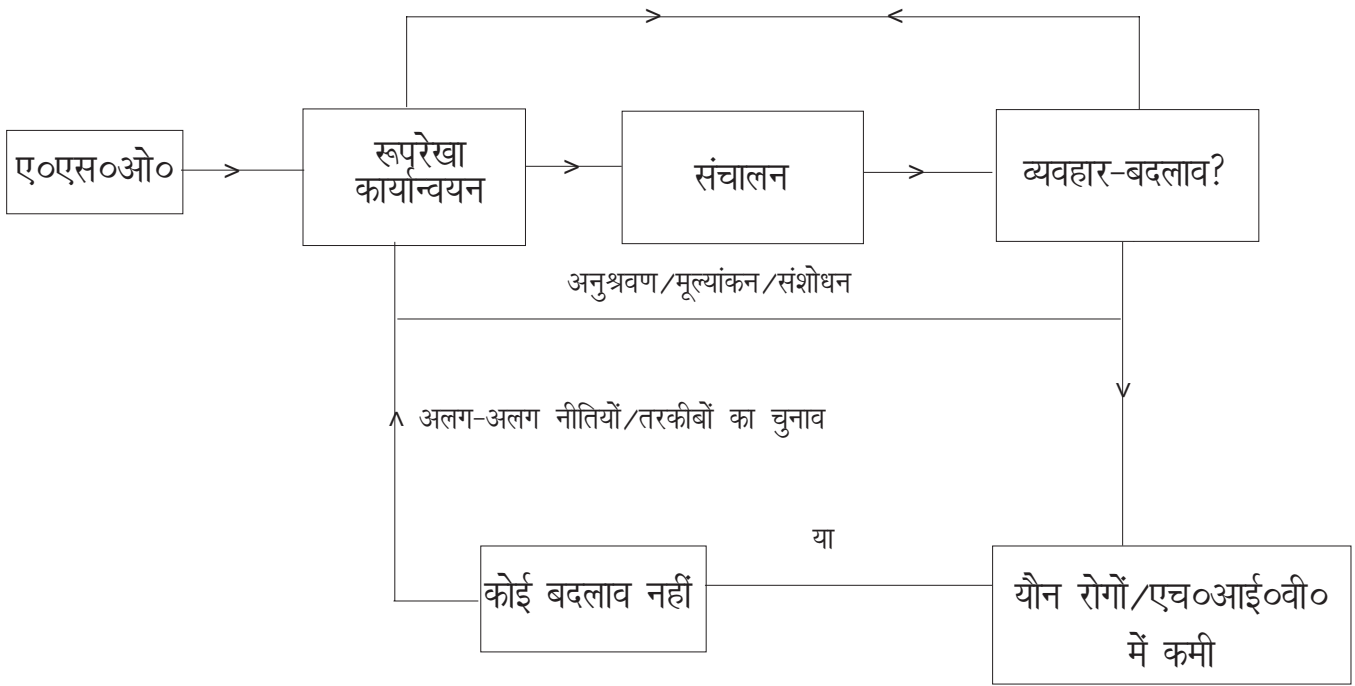 ए०एस०ओ०
रूपरेखा
कार्यान्वयन
संचालन
व्यवहार-बदलाव?
अनुश्रवण/मूल्यांकन/संशोधन
अलग-अलग नीतियों/तरकीबों का चुनाव
या
कोई बदलाव नहीं
यौन रोगों/एच०आई०वी०
में कमी